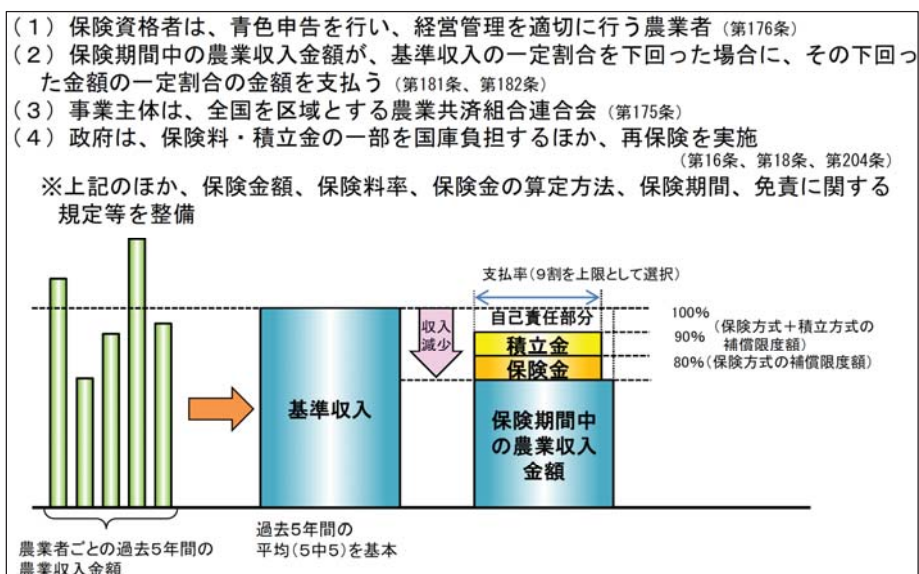 (1)保険資格者は、青色申告を行い、経営管理を適切に行う農業者(第176条)
(2)保険期間中の農業収入金額が、基準収入の一定割合を下回った場合に、その下回っ
た金額の一定割合の金額を支払う(第181条、第182条)
(3)事業主体は、全国を区域とする農業共済組合連合会(第175条)
(4)政府は、保険料・積立金の一部を国庫負担するほか、再保険を実施
(第16条、第18条、第204条)
※上記のほか、保険金額、保険料率、保険金の算定方法、保険期間、免責に関する
規定等を整備
支払率(9割を上限として選択)
収入
減少
自己責任部分
100%
積立金
90%
(保険方式+積立方式の
補償限度額)
保険金
80%(保険方式の補償限度額)
基準収入
保険期間中
の農業収入
金額
農業者ごとの過去5年間の
農業収入金額
過去5年間の
平均(5中5)を基本